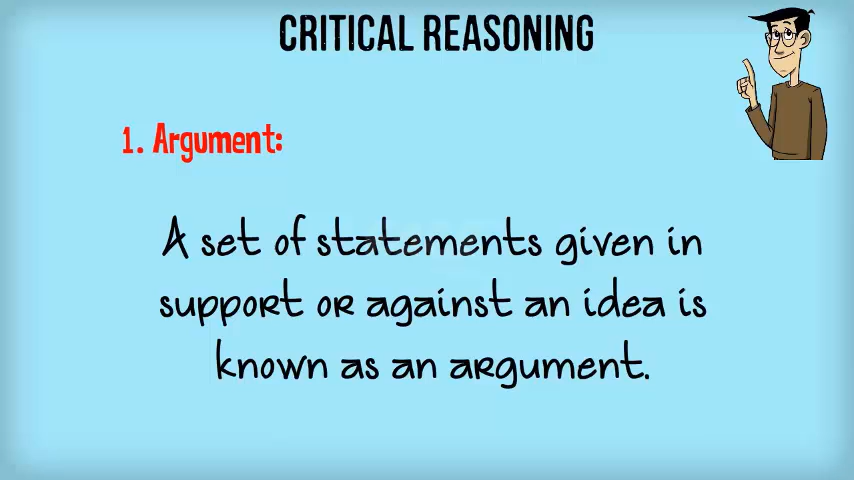 CRITICAL REASONING
1. Argument:
A set of statements given in
support or against an idea is
known as an argument.